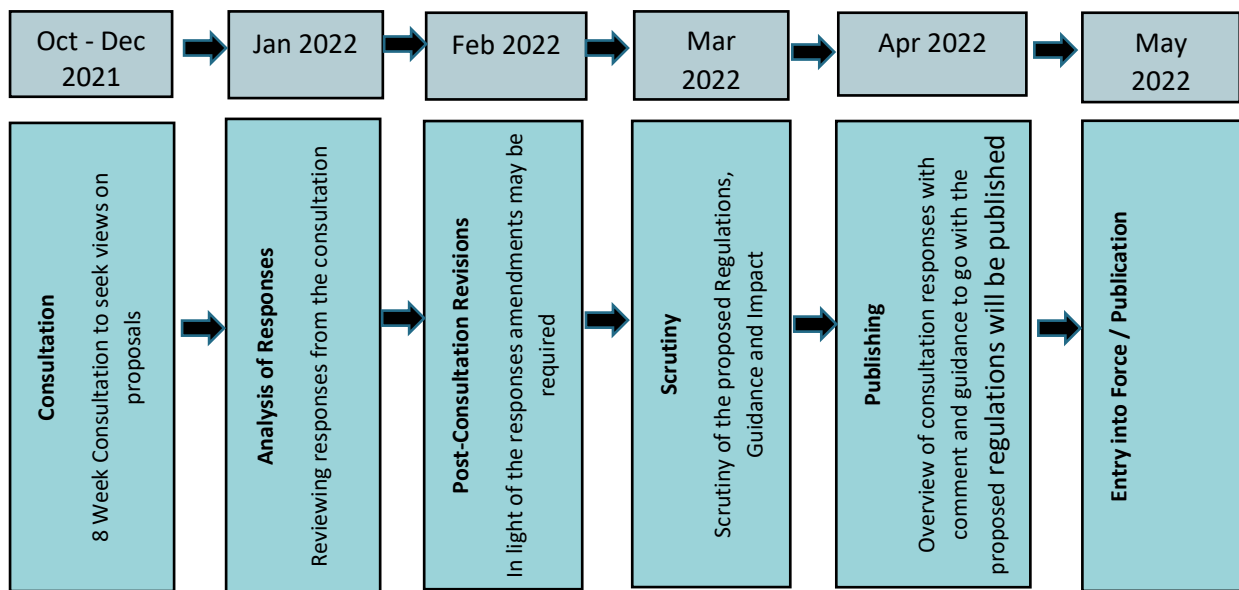 Oct - Dec
2021
Jan 2022
Feb 2022
Mar
2022
Apr 2022
May
2022
Consultation
8 Week Consultation to seek views on
proposals
Analysis of Responses
Reviewing responses from the consultation
Post-Consultation Revisions
In light of the responses amendments may be
required
Scrutiny
Scrutiny of the proposed Regulations,
Guidance and Impact
Publishing
Overview of consultation responses with
comment and guidance to go with the
proposed regulations will be published
Entry into Force / Publication